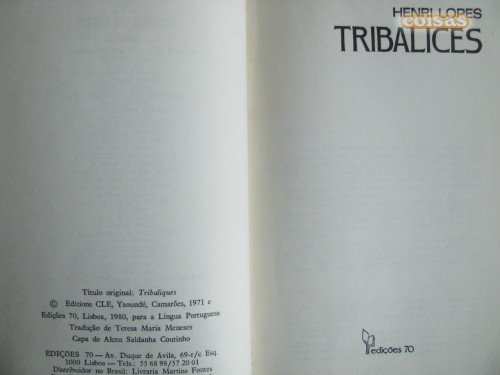 Título original: Tribaliques
© Editions CLE, Yaoundé, Camarões, 1971 e
Edições 70, Lisboa, 1980, para a Língua Portuguesa
Tradução de Teresa Maria Meneses
Capa de Alceu Saldanha Coutinho
EDIÇÕES 70 — Av. Duque de Ávila, 69-r/c Esq.
1000 Lisboa — Tels.: 55 68 98/57 20 01
Distribuidor no Brasil: Livraria Martins Fontes
HENRI LOPES
coisas
TRIBALICES
edições 70